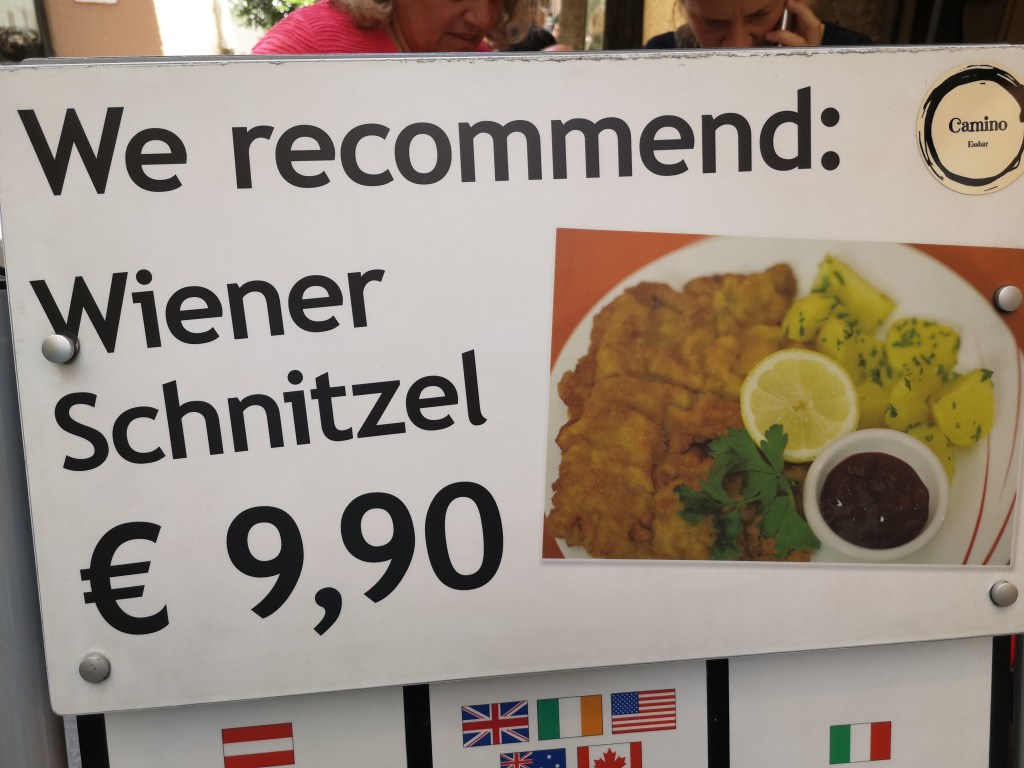 We recommend:
Camino
Essbar
Wiener
Schnitzel
€ 9,90